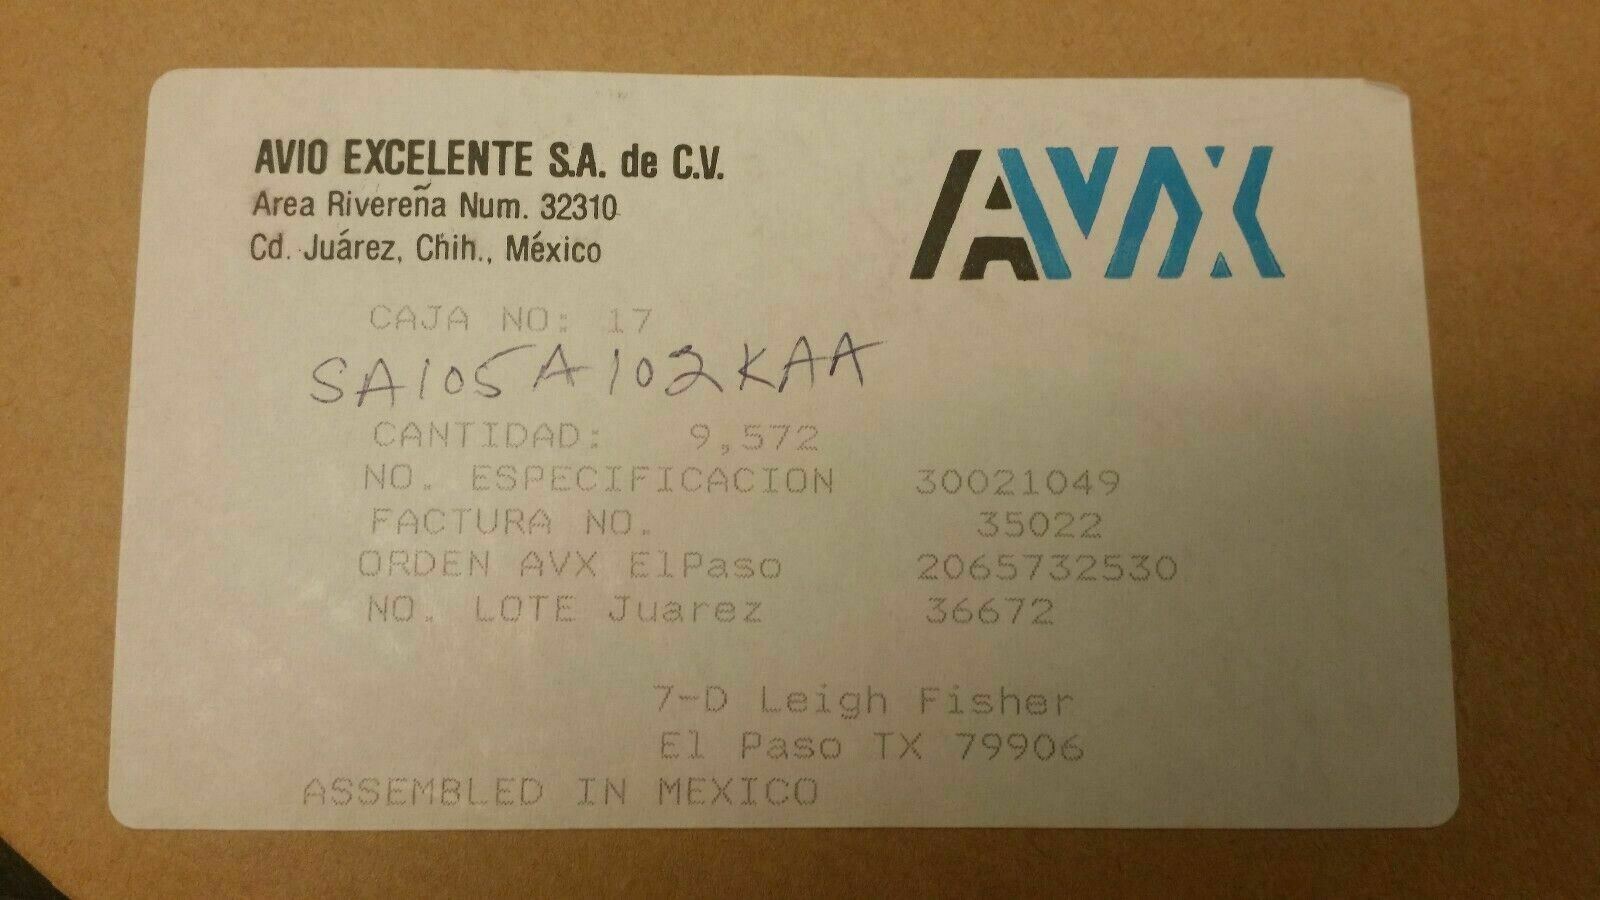 AVIO EXCELENTE S.A. de C.V.
Area Rivereña Num. 32310
Cd. Juárez, Chih., México
AVX
CAJA NO: 17
SA105A102KAA
CANTIDAD: 9,572
NO. ESPECIFICACION 30021049
FACTURA NO. 35022
ORDEN AVX ElPaso 2065732530
NO. LOTE Juarez 36672
7-D Leigh Fisher
El Paso TX 79906
ASSEMBLED IN MEXICO